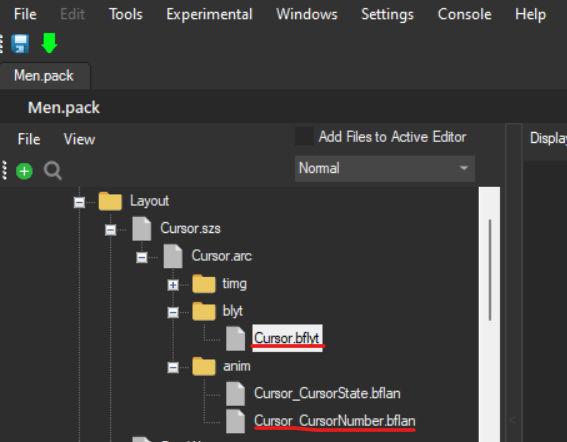 File Edit Tools Experimental Windows Settings Console Help
Men.pack
Men.pack
File View
Add Files to Active Editor
Normal
Display
Layout
Cursor.szs
Cursor.arc
timg
blyt
Cursor.bflyt
anim
Cursor_CursorState.bflan
Cursor_CursorNumber.bflan